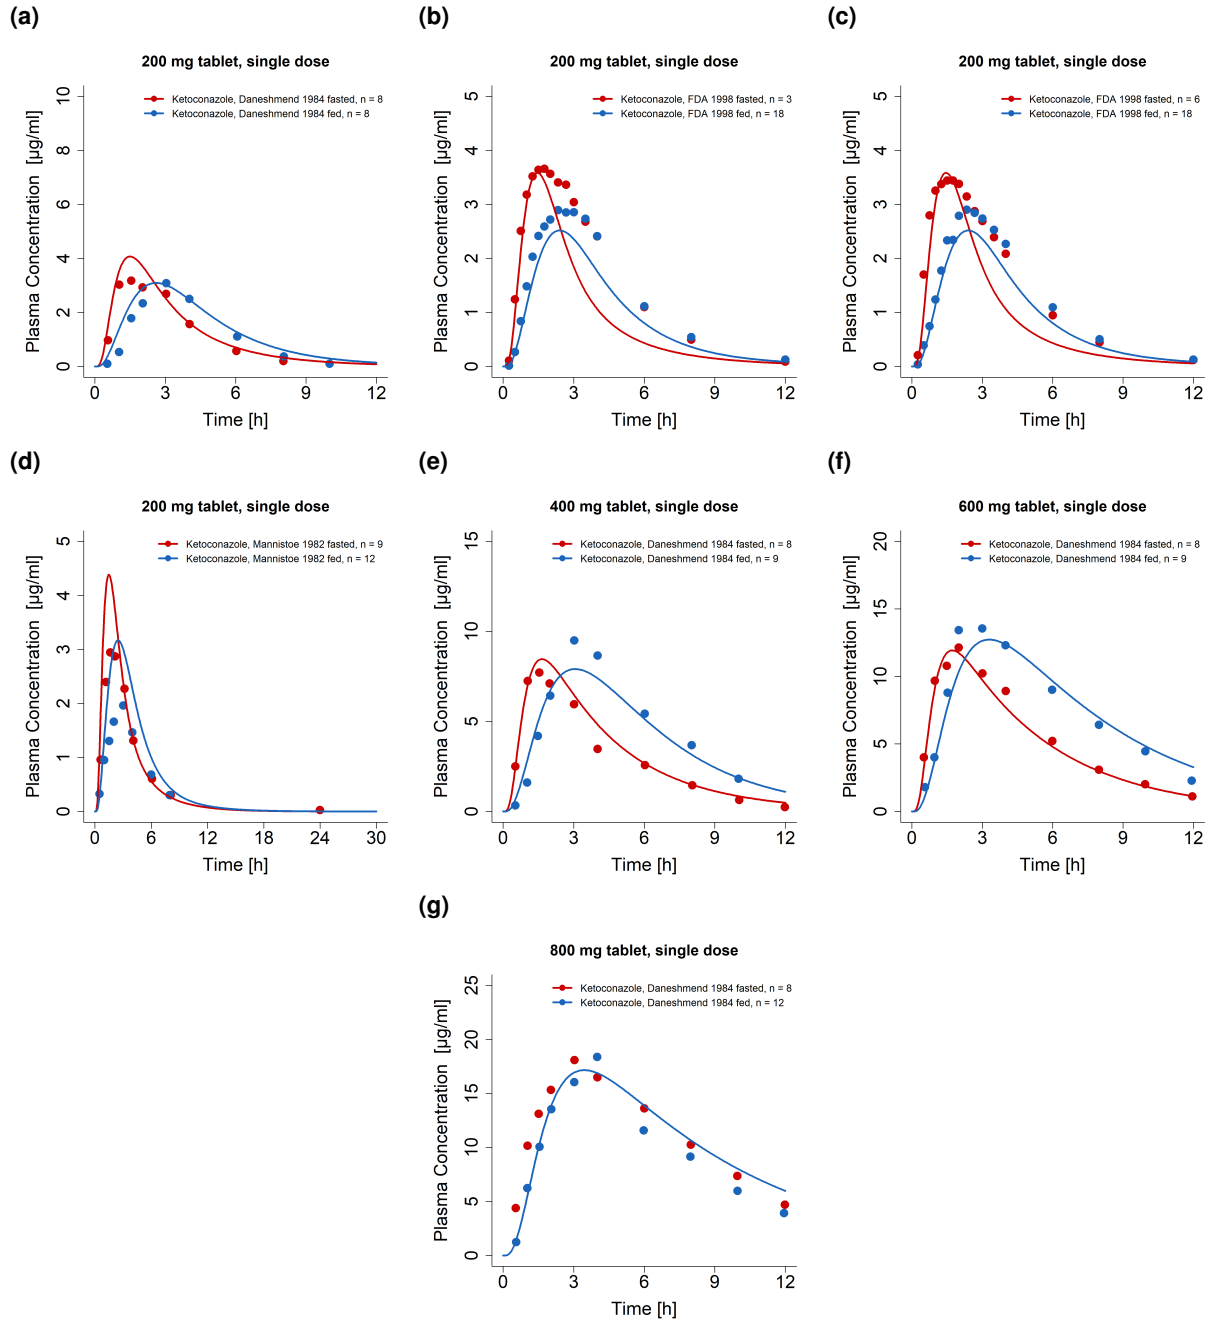 (a)
200 mg tablet, single dose
Ketoconazole, Daneshmend 1984 fasted, n = 8
Ketoconazole, Daneshmend 1984 fed, n = 8
Plasma Concentration [µg/ml]
10
8
6
4
2
0
0 3 6 9 12
Time [h]
(b)
200 mg tablet, single dose
Ketoconazole, FDA 1998 fasted, n = 3
Ketoconazole, FDA 1998 fed, n = 18
Plasma Concentration [µg/ml]
5
4
3
2
1
0
0 3 6 9 12
Time [h]
(c)
200 mg tablet, single dose
Ketoconazole, FDA 1998 fasted, n = 6
Ketoconazole, FDA 1998 fed, n = 18
Plasma Concentration [µg/ml]
5
4
3
2
1
0
0 3 6 9 12
Time [h]
(d)
200 mg tablet, single dose
Ketoconazole, Mannistoe 1982 fasted, n = 9
Ketoconazole, Mannistoe 1982 fed, n = 12
Plasma Concentration [µg/ml]
5
4
3
2
1
0
0 6 12 18 24 30
Time [h]
(e)
400 mg tablet, single dose
Ketoconazole, Daneshmend 1984 fasted, n = 8
Ketoconazole, Daneshmend 1984 fed, n = 9
Plasma Concentration [µg/ml]
15
10
5
0
0 3 6 9 12
Time [h]
(f)
600 mg tablet, single dose
Ketoconazole, Daneshmend 1984 fasted, n = 8
Ketoconazole, Daneshmend 1984 fed, n = 9
Plasma Concentration [µg/ml]
20
15
10
5
0
0 3 6 9 12
Time [h]
(g)
800 mg tablet, single dose
Ketoconazole, Daneshmend 1984 fasted, n = 8
Ketoconazole, Daneshmend 1984 fed, n = 12
Plasma Concentration [µg/ml]
25
20
15
10
5
0
0 3 6 9 12
Time [h]